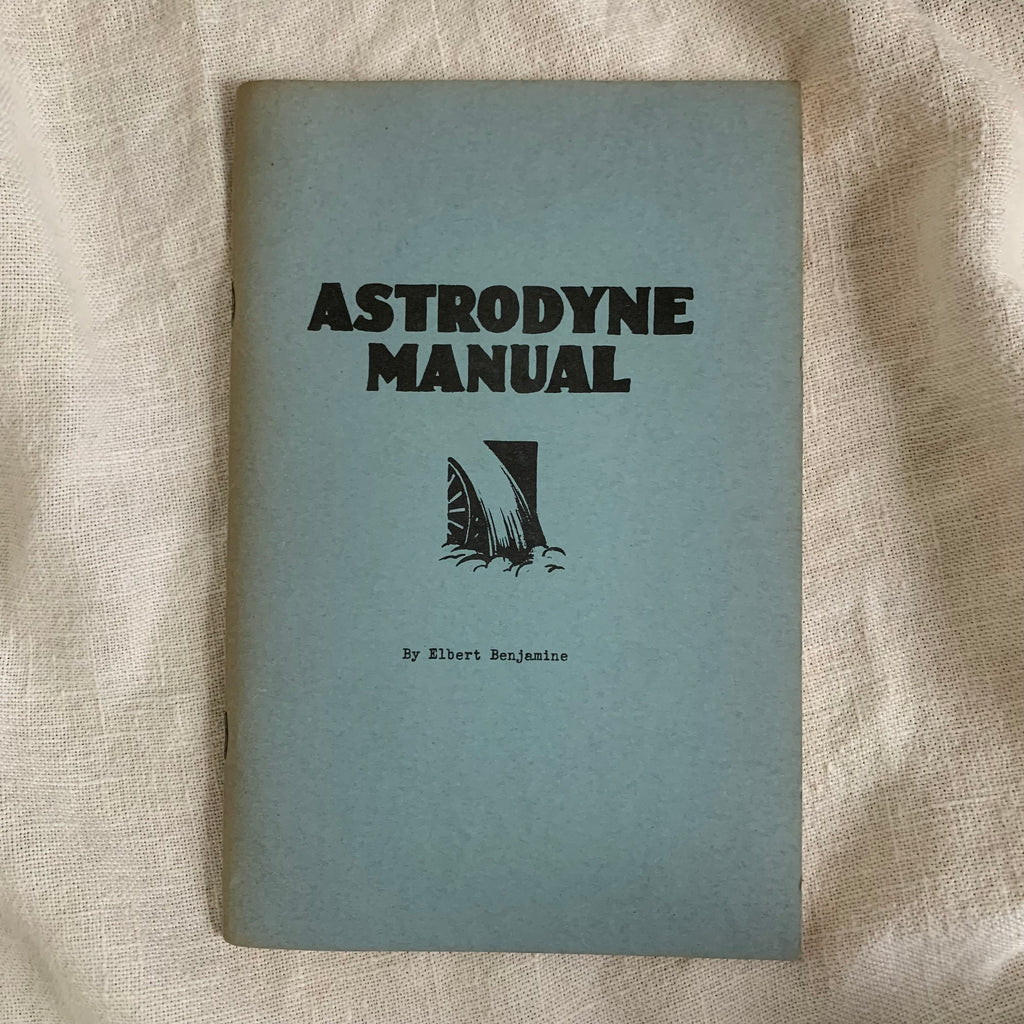 ASTRODYNE
MANUAL
By Elbert Benjamine